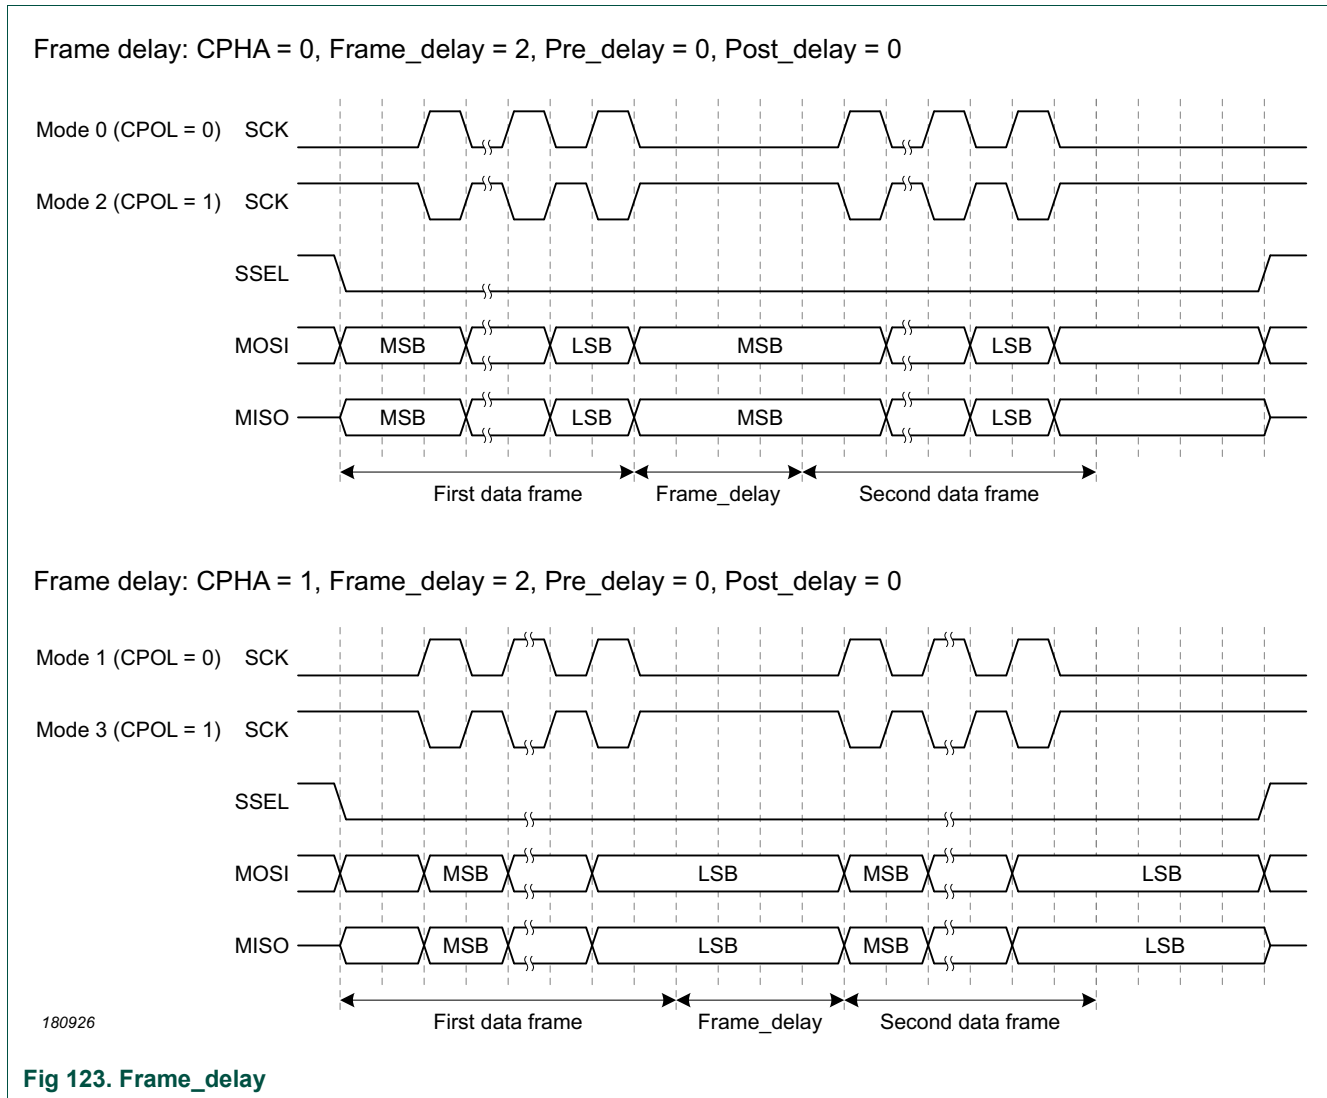 Frame delay: CPHA = 0, Frame_delay = 2, Pre_delay = 0, Post_delay = 0
Mode 0 (CPOL = 0) SCK
Mode 2 (CPOL = 1) SCK
SSEL
MOSI MSB LSB MSB LSB
MISO MSB LSB MSB LSB
First data frame Frame_delay Second data frame
Frame delay: CPHA = 1, Frame_delay = 2, Pre_delay = 0, Post_delay = 0
Mode 1 (CPOL = 0) SCK
Mode 3 (CPOL = 1) SCK
SSEL
MOSI MSB LSB MSB LSB
MISO MSB LSB MSB LSB
First data frame Frame_delay Second data frame
180926
Fig 123. Frame_delay